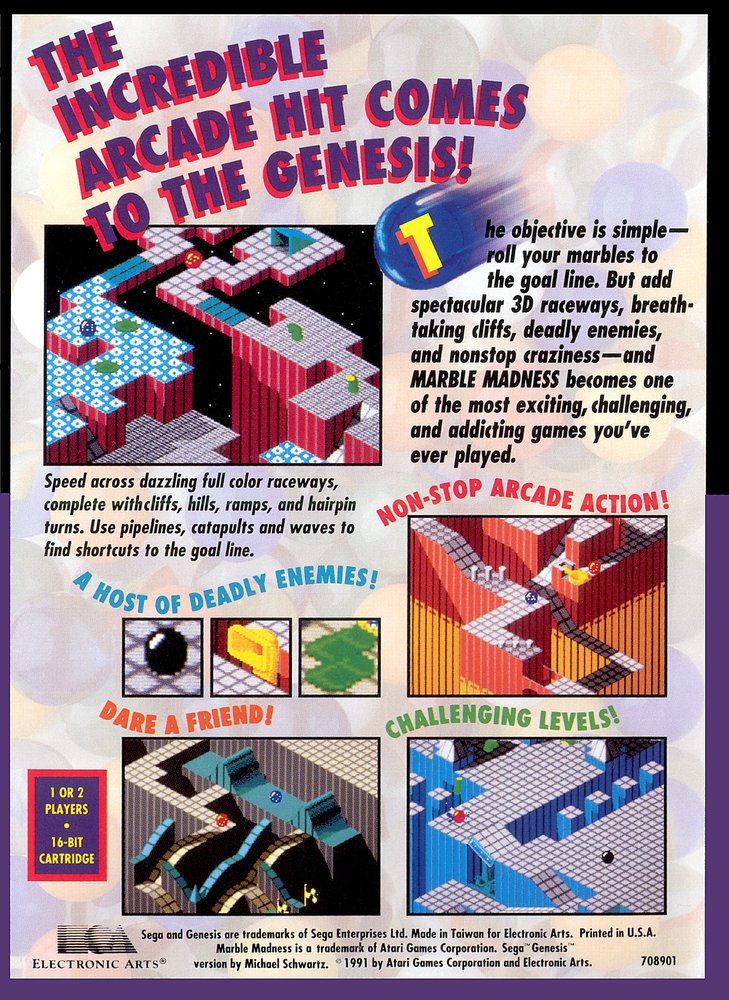 THE
INCREDIBLE
ARCADE HIT COMES
TO THE GENESIS!
The objective is simple—
roll your marbles to
the goal line. But add
spectacular 3D raceways, breath-
taking cliffs, deadly enemies,
and nonstop craziness—and
MARBLE MADNESS becomes one
of the most exciting, challenging,
and addicting games you've
ever played.
Speed across dazzling full color raceways,
complete withcliffs, hills, ramps, and hairpin
turns. Use pipelines, catapults and waves to
find shortcuts to the goal line.
NON-STOP ARCADE ACTION!
A HOST OF DEADLY ENEMIES!
DARE A FRIEND!
CHALLENGING LEVELS!
1 OR 2
PLAYERS
•
16-BIT
CARTRIDGE
EA
ELECTRONIC ARTS®
Sega and Genesis are trademarks of Sega Enterprises Ltd. Made in Taiwan for Electronic Arts. Printed in U.S.A.
Marble Madness is a trademark of Atari Games Corporation. Sega™ Genesis™
version by Michael Schwartz. ©1991 by Atari Games Corporation and Electronic Arts.
708901